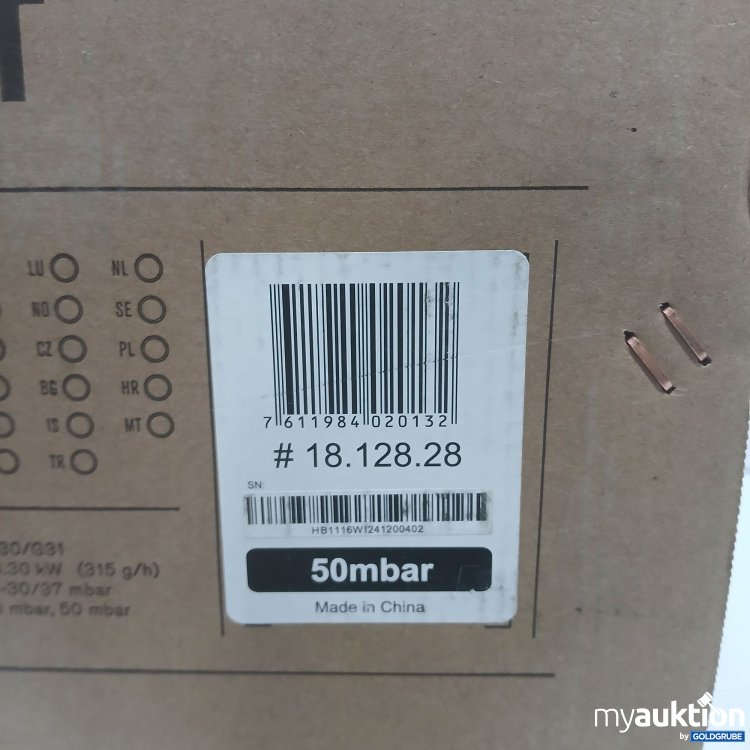 LU NL
NO SE
CZ PL
BG HR
IS MT
TR
7 611984 020132
# 18.128.28
SN:
HB1116W1241200402
50mbar
Made in China
30/G31
.30 kW (315 g/h)
-30/37 mbar
mbar, 50 mbar
myauktion
by GOLDGRUBE